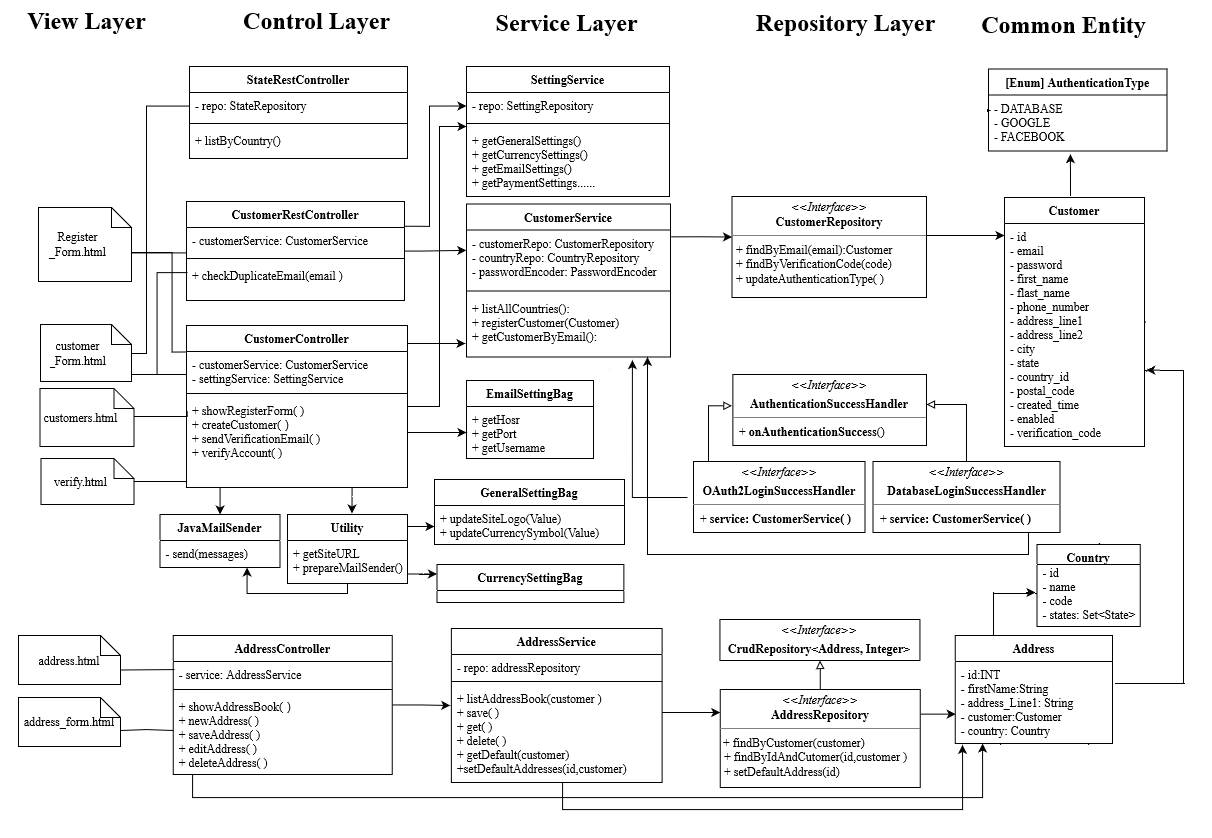 View Layer
Control Layer
Service Layer
Repository Layer
Common Entity
StateRestController
- repo: StateRepository
+ listByCountry()
SettingService
- repo: SettingRepository
+ getGeneralSettings()
+ getCurrencySettings()
+ getEmailSettings()
+ getPaymentSettings......
[Enum] AuthenticationType
- DATABASE
- GOOGLE
- FACEBOOK
Register
_Form.html
CustomerRestController
- customerService: CustomerService
+ checkDuplicateEmail(email )
CustomerService
- customerRepo: CustomerRepository
- countryRepo: CountryRepository
- passwordEncoder: PasswordEncoder
+ listAllCountries():
+ registerCustomer(Customer)
+ getCustomerByEmail():
<<Interface>>
CustomerRepository
+ findByEmail(email):Customer
+ findByVerificationCode(code)
+ updateAuthenticationType( )
Customer
- id
- email
- password
- first_name
- flast_name
- phone_number
- address_line1
- address_line2
- city
- state
- country_id
- postal_code
- created_time
- enabled
- verification_code
customer
_Form.html
customers.html
verify.html
CustomerController
- customerService: CustomerService
- settingService: SettingService
+ showRegisterForm( )
+ createCustomer( )
+ sendVerificationEmail( )
+ verifyAccount( )
EmailSettingBag
+ getHosr
+ getPort
+ getUsername
<<Interface>>
AuthenticationSuccessHandler
+ onAuthenticationSuccess()
<<Interface>>
OAuth2LoginSuccessHandler
+ service: CustomerService( )
<<Interface>>
DatabaseLoginSuccessHandler
+ service: CustomerService( )
JavaMailSender
- send(messages)
Utility
+ getSiteURL
+ prepareMailSender()
GeneralSettingBag
+ updateSiteLogo(Value)
+ updateCurrencySymbol(Value)
CurrencySettingBag
Country
- id
- name
- code
- states: Set<State>
address.html
address_form.html
AddressController
- service: AddressService
+ showAddressBook( )
+ newAddress( )
+ saveAddress( )
+ editAddress( )
+ deleteAddress( )
AddressService
- repo: addressRepository
+ listAddressBook(customer )
+ save( )
+ get( )
+ delete( )
+ getDefault(customer)
+setDefaultAddresses(id,customer)
<<Interface>>
CrudRepository<Address, Integer>
<<Interface>>
AddressRepository
+ findByCustomer(customer)
+ findByIdAndCutomer(id,customer )
+ setDefaultAddress(id)
Address
- id:INT
- firstName:String
- address_Line1: String
- customer:Customer
- country: Country